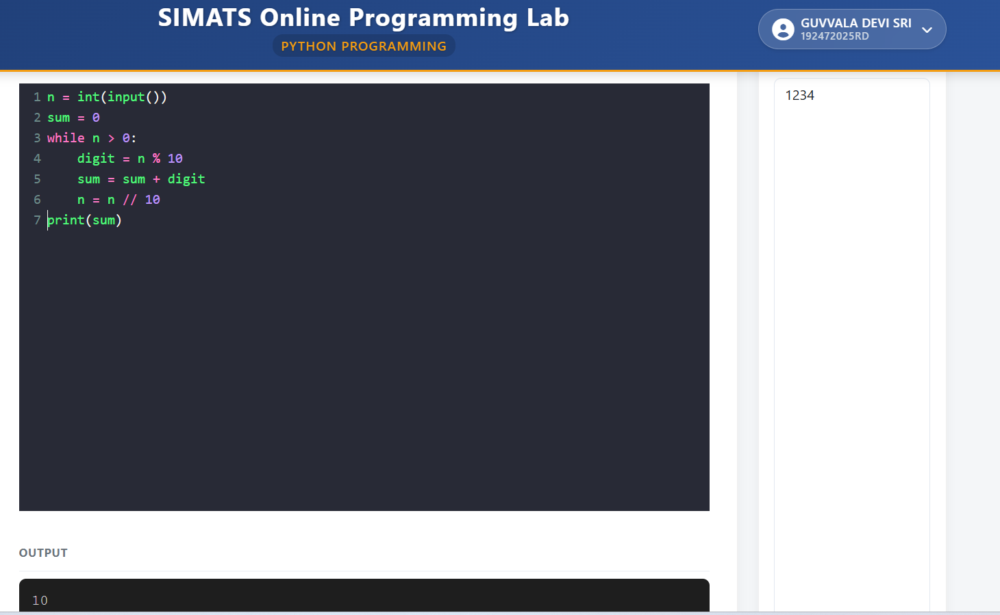 SIMATS Online Programming Lab
PYTHON PROGRAMMING
GUVVALA DEVI SRI
192472025RD
1 n = int(input())
2 sum = 0
3 while n > 0:
4     digit = n % 10
5     sum = sum + digit
6     n = n // 10
7 print(sum)
1234
OUTPUT
10